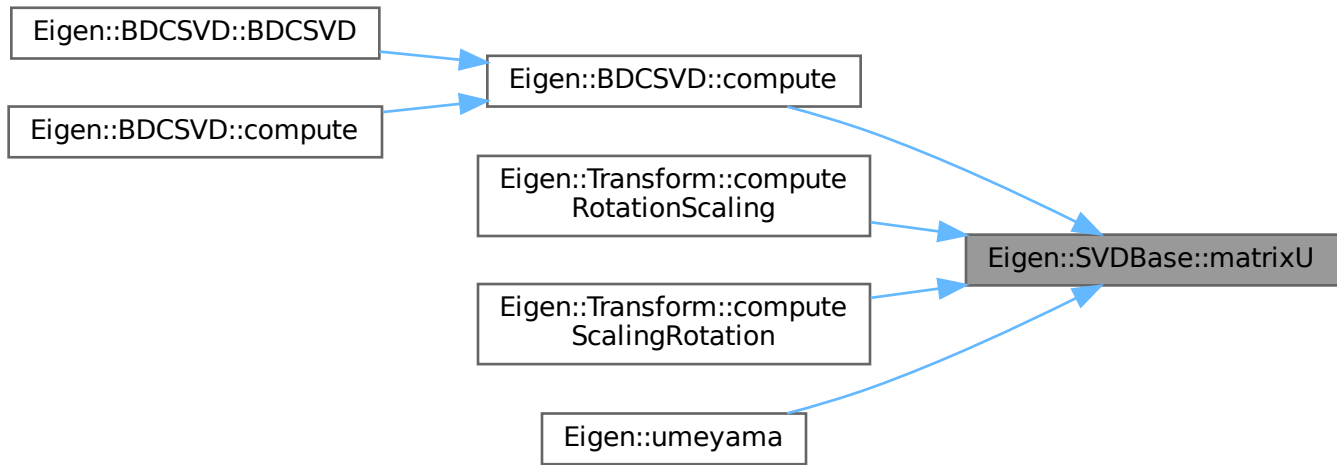 Eigen::BDCSVD::BDCSVD
Eigen::BDCSVD::compute
Eigen::BDCSVD::compute
Eigen::Transform::compute
RotationScaling
Eigen::SVDBase::matrixU
Eigen::Transform::compute
ScalingRotation
Eigen::umeyama